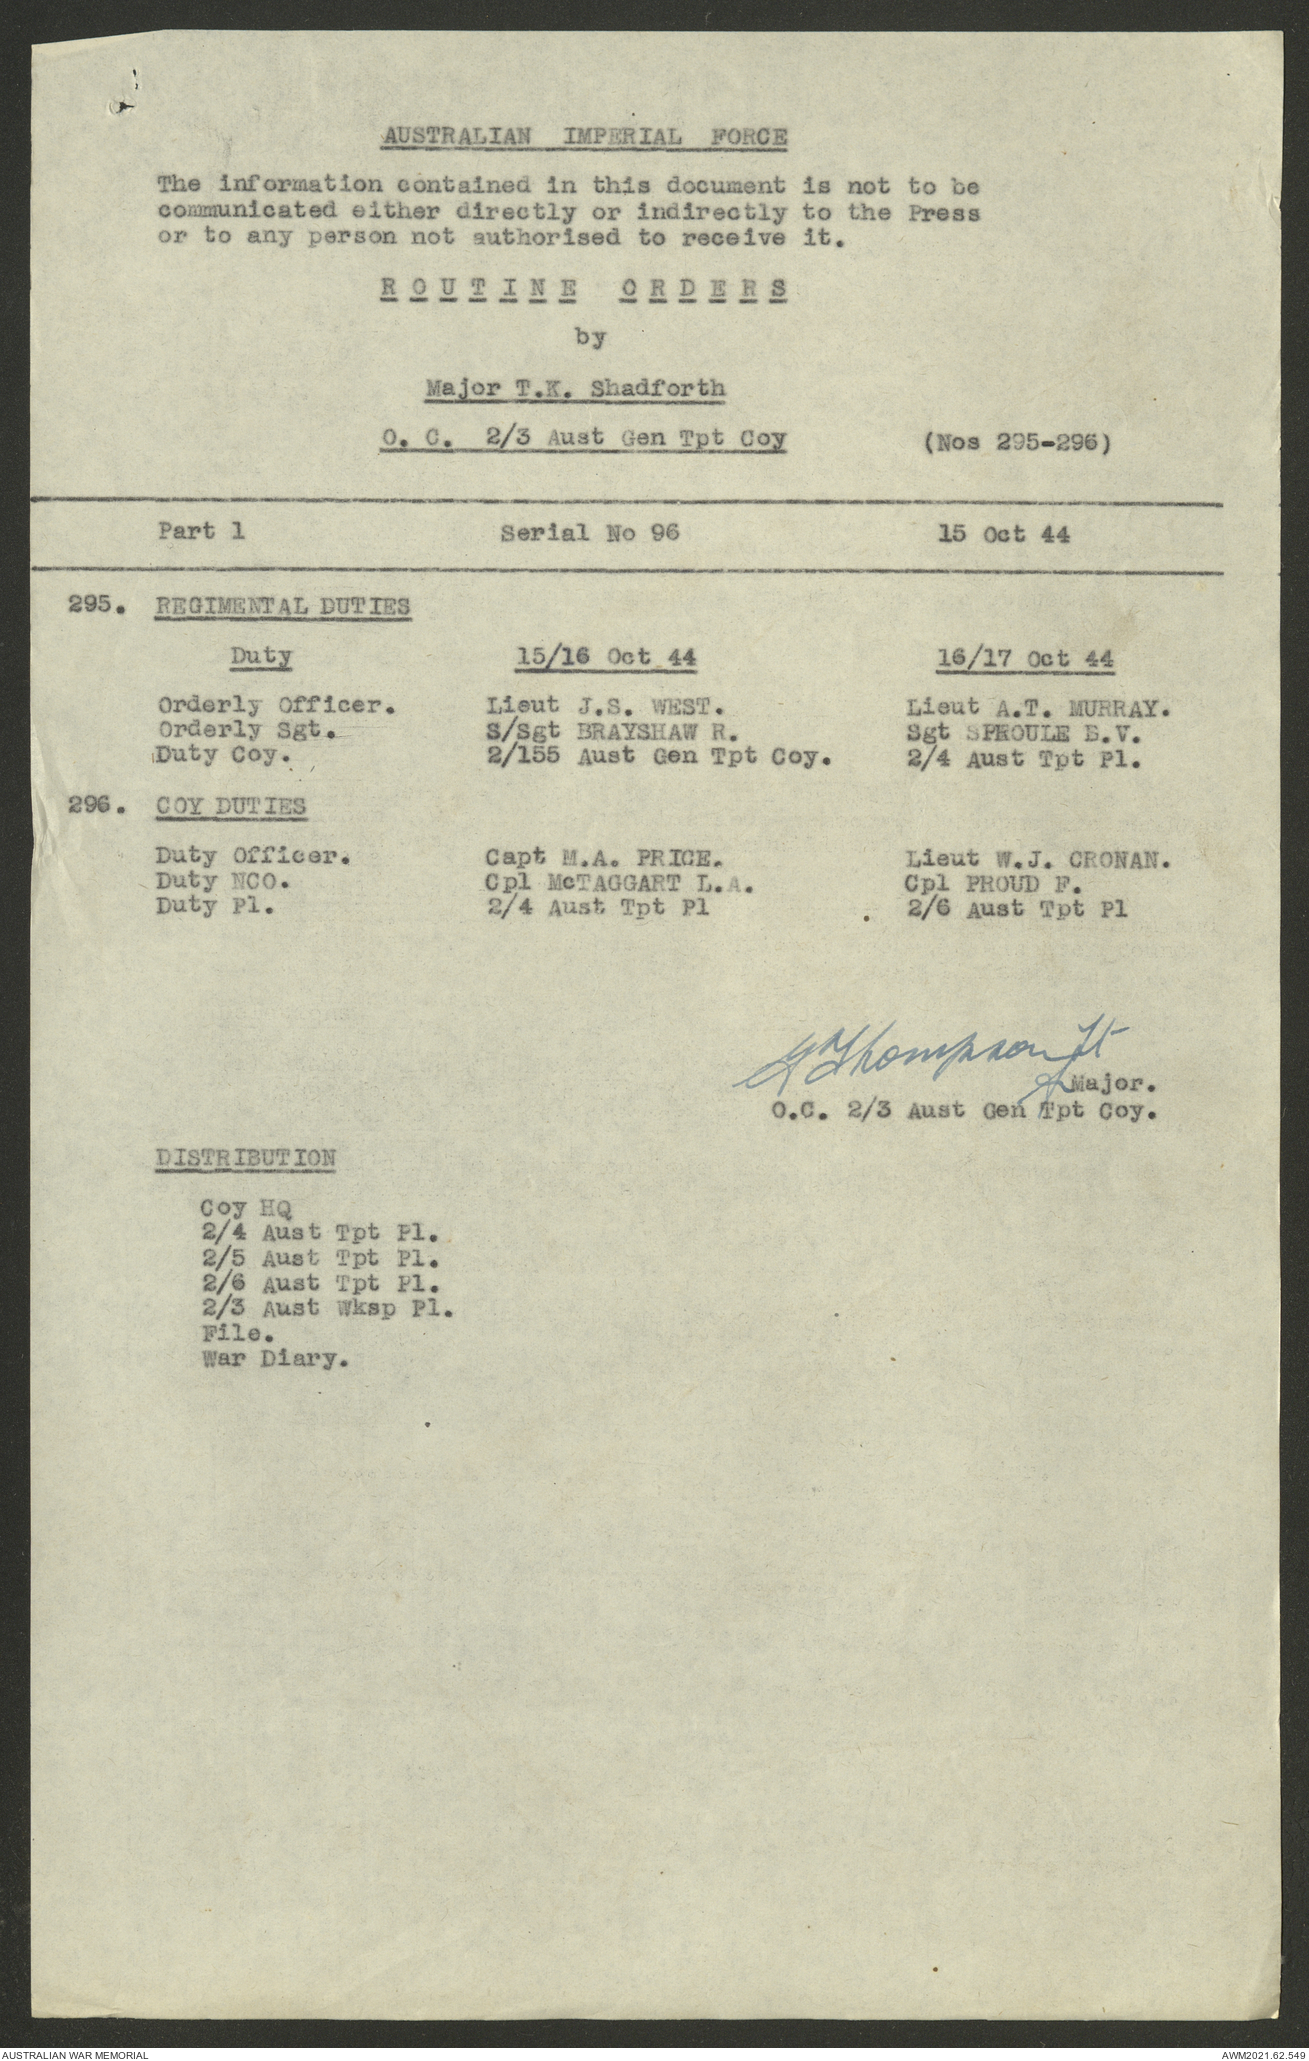 AUSTRALIAN IMPERIAL FORCE
The information contained in this document is not to be
communicated either directly or indirectly to the Press
or to any person not authorised to receive it.
ROUTINE ORDERS
by
Major T.K. Shadforth
O. C. 2/3 Aust Gen Tpt Coy (Nos 295-296)
Part 1 Serial No 96 15 Oct 44
295. REGIMENTAL DUTIES
Duty 15/16 Oct 44 16/17 Oct 44
Orderly Officer. Lieut J.S. WEST. Lieut A.T. MURRAY.
Orderly Sgt. S/Sgt BRAYSHAW R. Sgt SPROULE E.V.
Duty Coy. 2/155 Aust Gen Tpt Coy. 2/4 Aust Tpt Pl.
296. COY DUTIES
Duty Officer. Capt M.A. PRICE. Lieut W.J. CRONAN.
Duty NCO. Cpl McTAGGART L.A. Cpl PROUD F.
Duty Pl. 2/4 Aust Tpt Pl 2/6 Aust Tpt Pl
Thompson Lt
Major.
O.C. 2/3 Aust Gen Tpt Coy.
DISTRIBUTION
Coy HQ
2/4 Aust Tpt Pl.
2/5 Aust Tpt Pl.
2/6 Aust Tpt Pl.
2/3 Aust Wksp Pl.
File.
War Diary.
AUSTRALIAN WAR MEMORIAL AWM2021.62.549